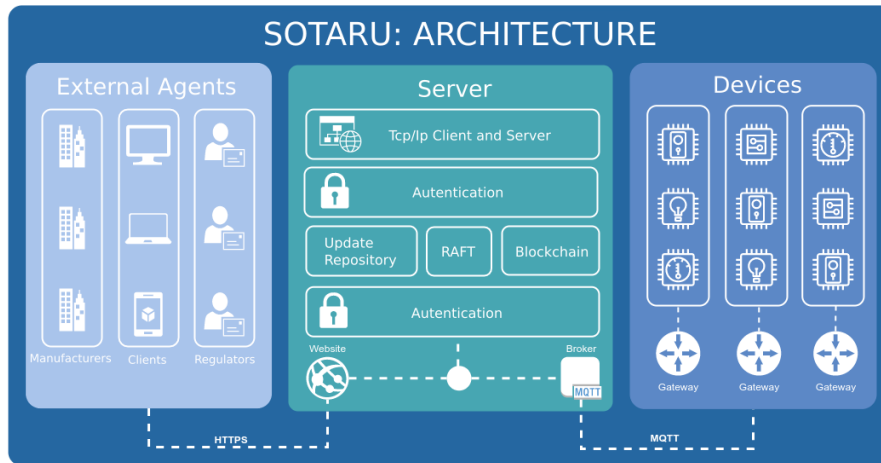 SOTARU: ARCHITECTURE
External Agents
Manufacturers
Clients
Regulators
Server
Tcp/Ip Client and Server
Autentication
Update
Repository
RAFT
Blockchain
Autentication
Website
Broker
MQTT
Devices
Gateway
Gateway
Gateway
HTTPS
MQTT